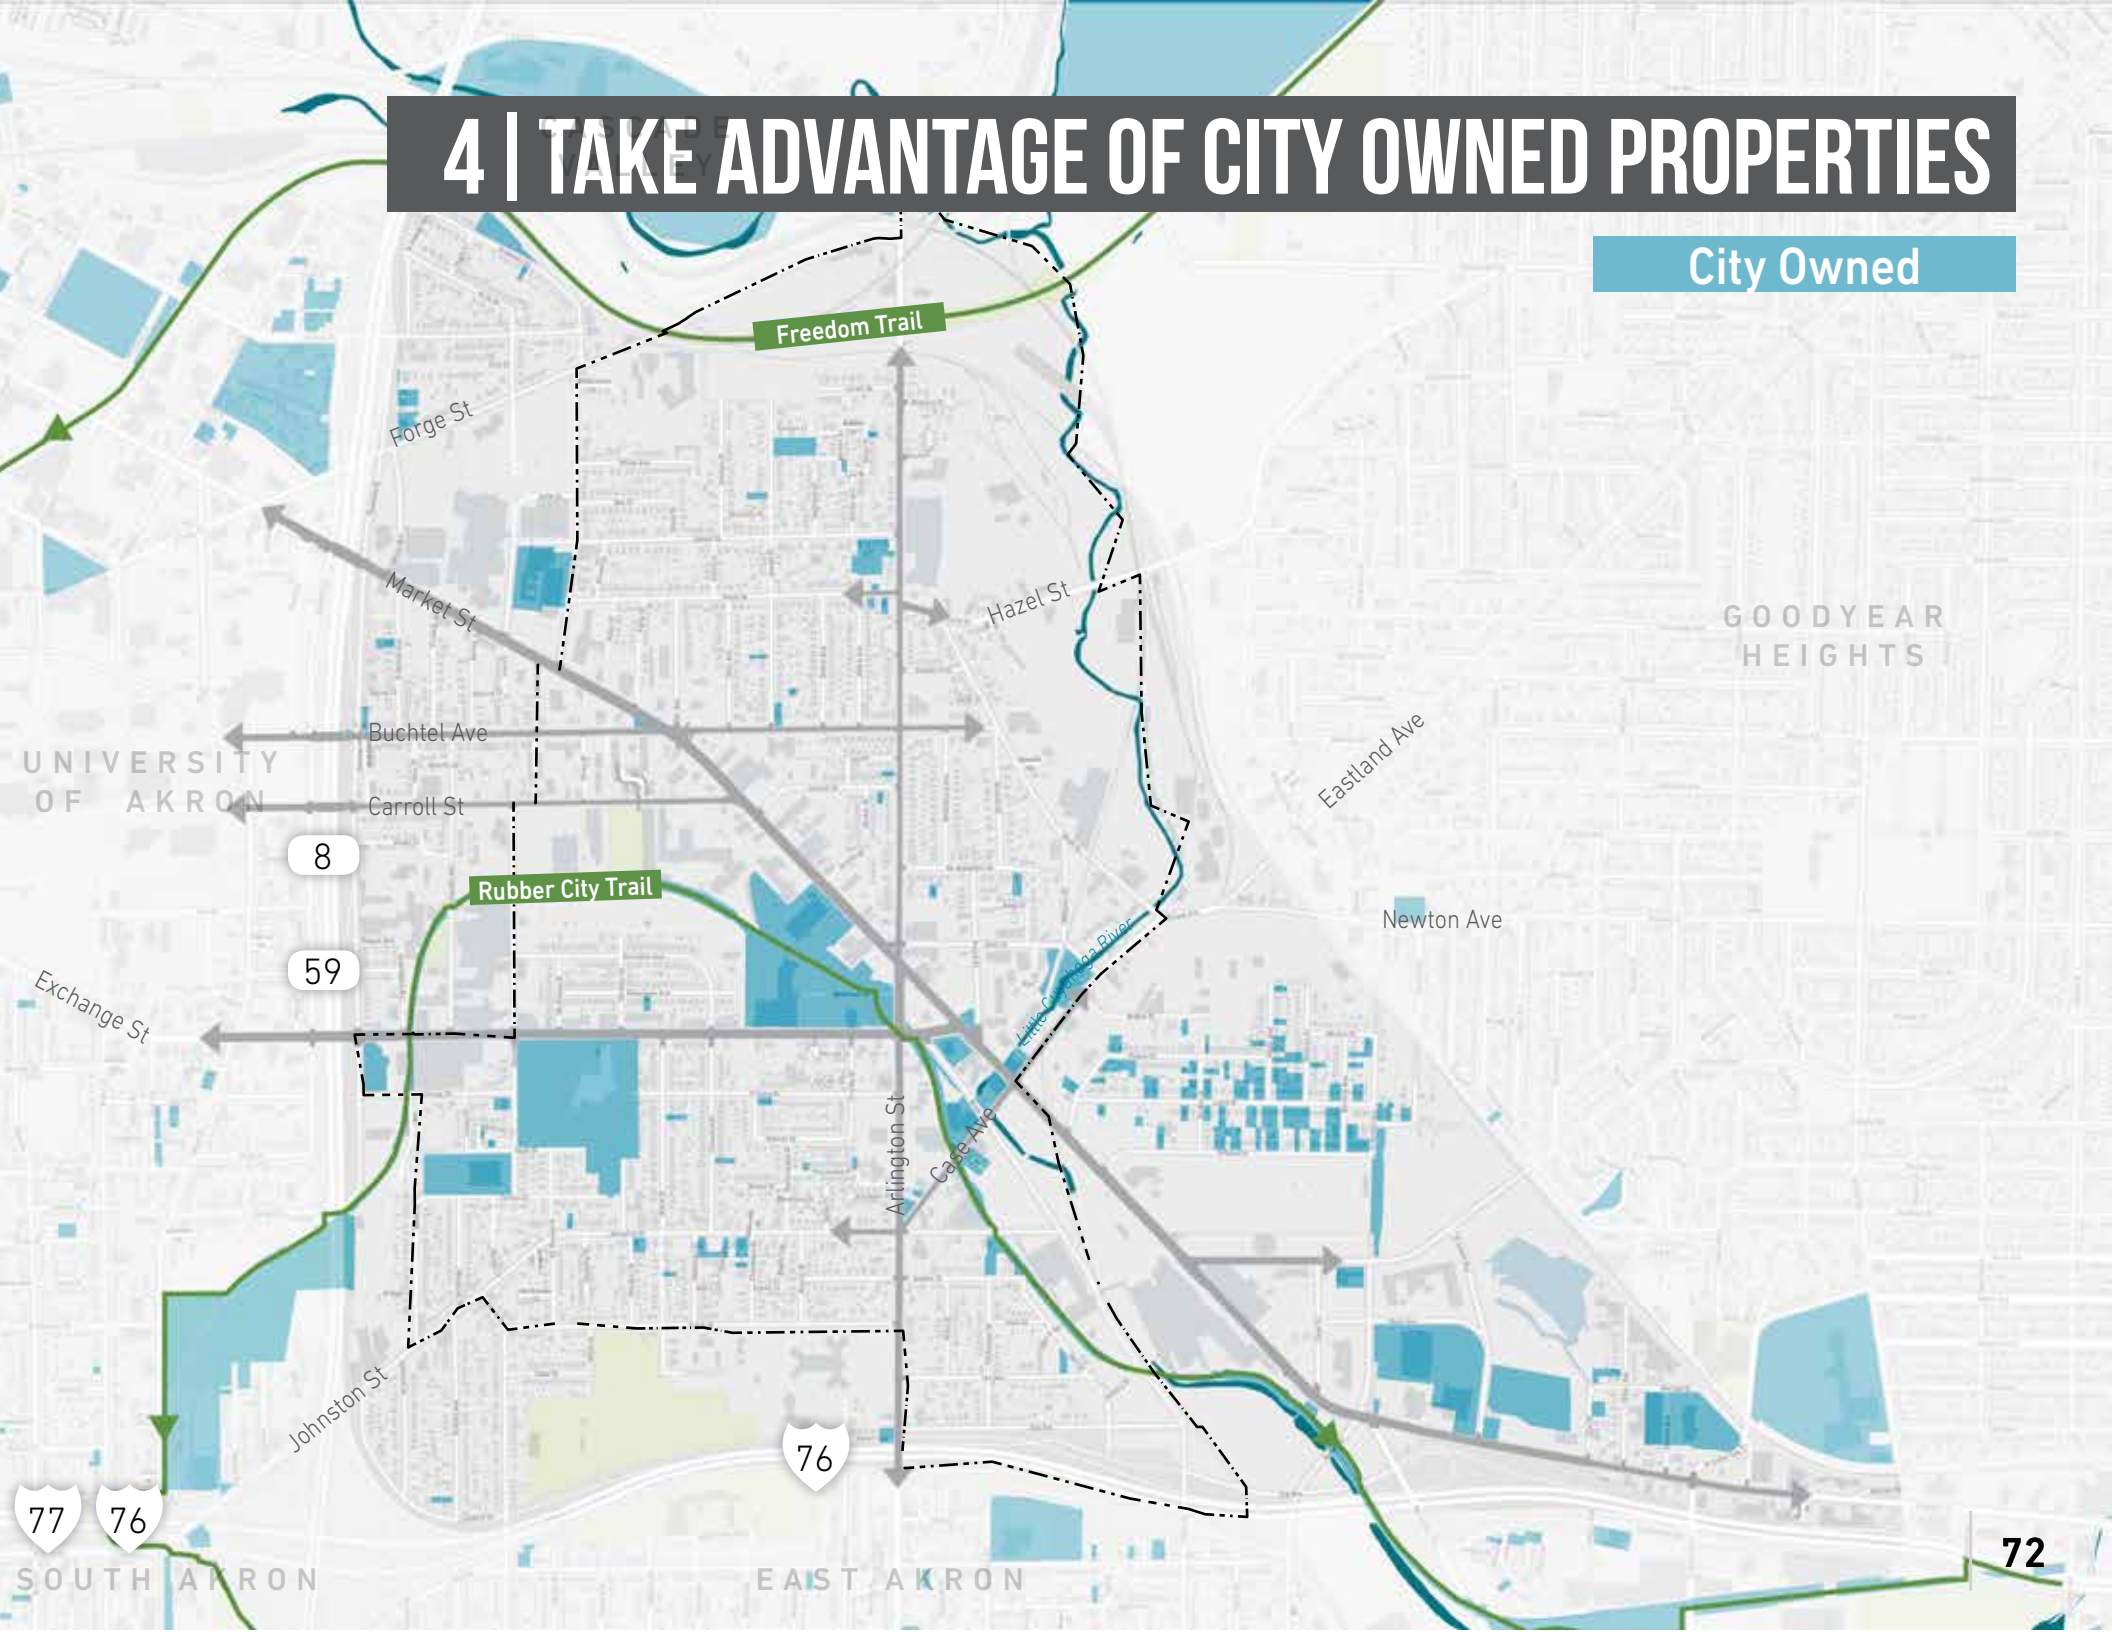 CASCADE
VALLEY
4 | TAKE ADVANTAGE OF CITY OWNED PROPERTIES
City Owned
Freedom Trail
Forge St
Market St
Hazel St
GOODYEAR
HEIGHTS
Eastland Ave
Buchtel Ave
UNIVERSITY
OF AKRON
Carroll St
8
Rubber City Trail
Newton Ave
59
Exchange St
Little Cuyahoga River
Arlington St
Case Ave
Johnston St
76
77
76
72
SOUTH AKRON
EAST AKRON